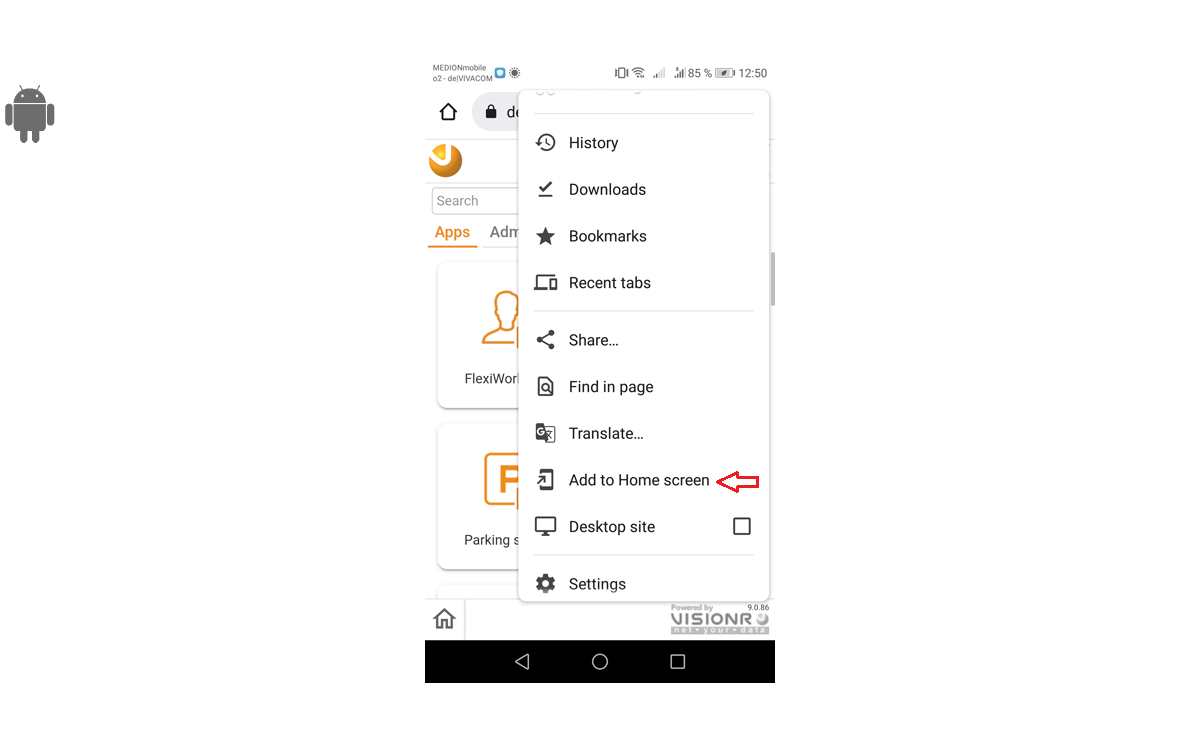 MEDIONmobile
o2 - de|VIVACOM
85 %
12:50
de
History
Search
Downloads
Apps
Adm
Bookmarks
Recent tabs
Share...
FlexiWork
Find in page
Translate...
P
Add to Home screen
Parking s
Desktop site
Settings
Powered by
9.0.86
VISIONR
net • your • data